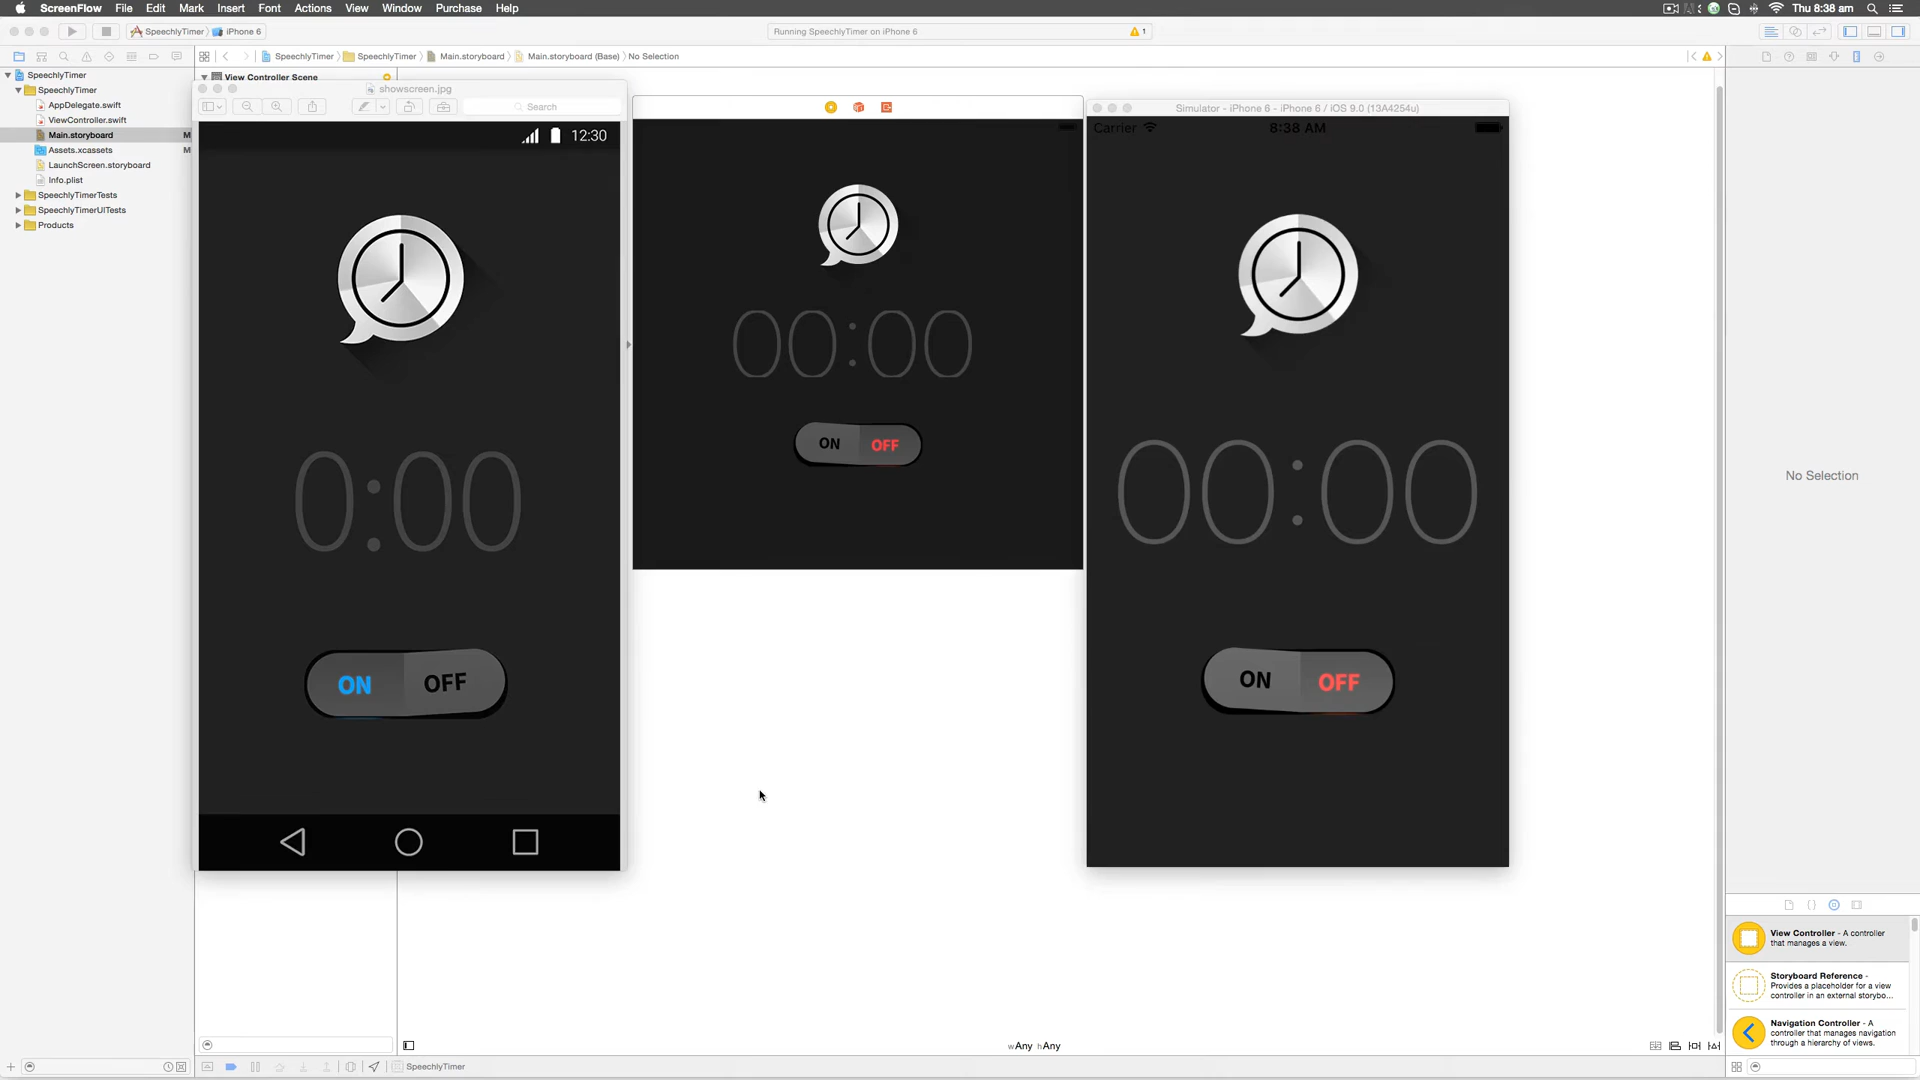 ScreenFlow File Edit Mark Insert Font Actions View Window Purchase Help
Thu 8:38 am
SpeechlyTimer iPhone 6
Running SpeechlyTimer on iPhone 6
1
SpeechlyTimer SpeechlyTimer Main.storyboard Main.storyboard (Base) No Selection
SpeechlyTimer
SpeechlyTimer
AppDelegate.swift
ViewController.swift
Main.storyboard M
Assets.xcassets M
LaunchScreen.storyboard
Info.plist
SpeechlyTimerTests
SpeechlyTimerUITests
Products
View Controller Scene
showscreen.jpg
Search
12:30
0:00
ON OFF
00:00
ON OFF
Simulator - iPhone 6 - iPhone 6 / iOS 9.0 (13A4254u)
Carrier 8:38 AM
00:00
ON OFF
No Selection
View Controller - A controller
that manages a view.
Storyboard Reference -
Provides a placeholder for a view
controller in an external storybo...
Navigation Controller - A
controller that manages navigation
through a hierarchy of views.
wAny hAny
SpeechlyTimer